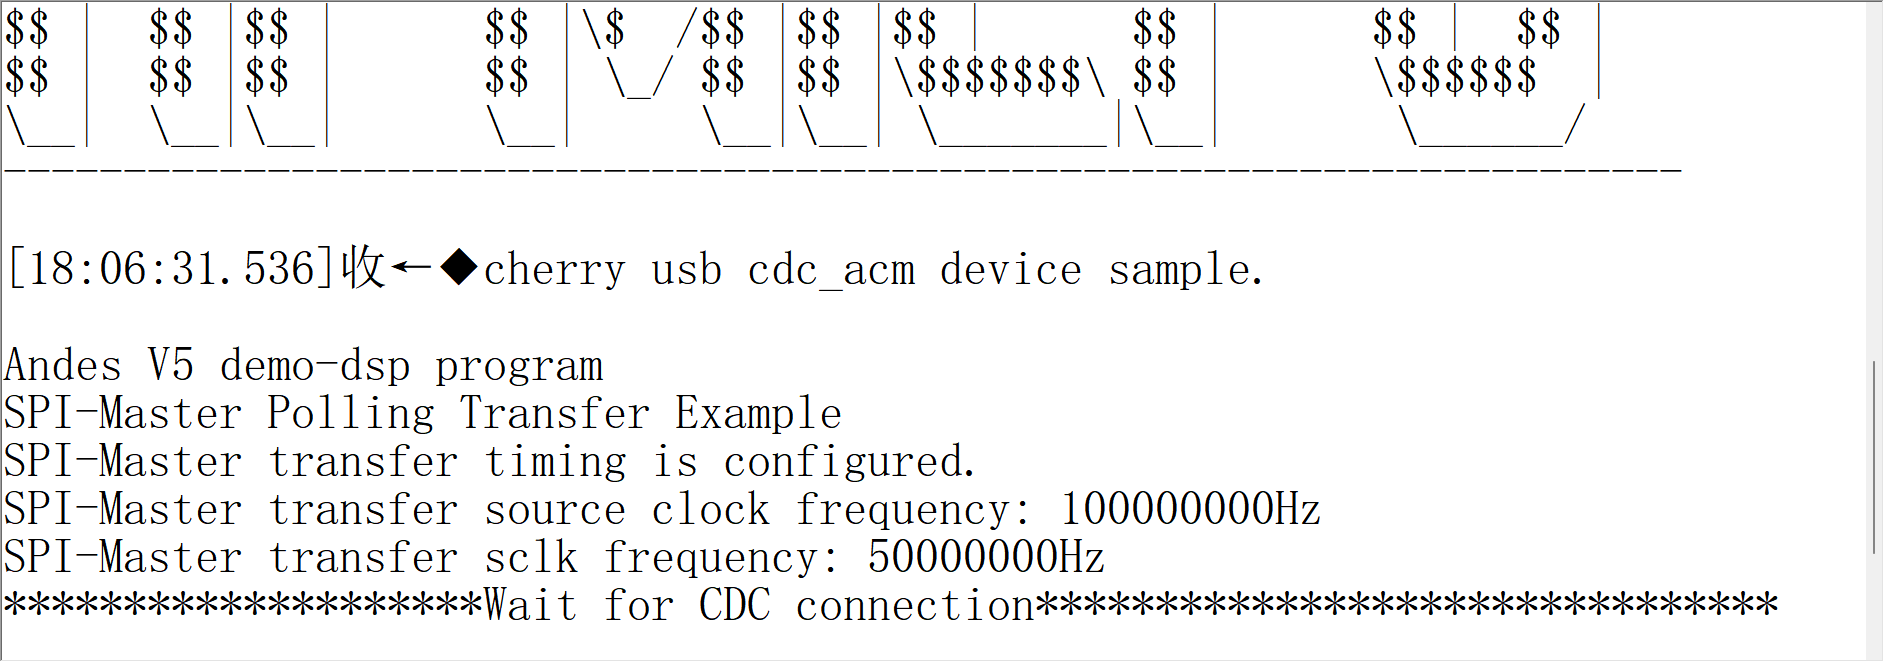 $$ |  $$ |$$ |      $$ | \$  /$$ |$$ |$$ |      $$ |      $$ |  $$ |
$$ |  $$ |$$ |      $$ |  \_/ $$ |$$ |\$$$$$$$\ $$ |      \$$$$$$  |
\__|  \__|\__|      \__|     \__|\__| \_______|\__|       \______/
----------------------------------------------------------------------
[18:06:31.536]收←◆cherry usb cdc_acm device sample.
Andes V5 demo-dsp program
SPI-Master Polling Transfer Example
SPI-Master transfer timing is configured.
SPI-Master transfer source clock frequency: 100000000Hz
SPI-Master transfer sclk frequency: 50000000Hz
********************Wait for CDC connection*******************************